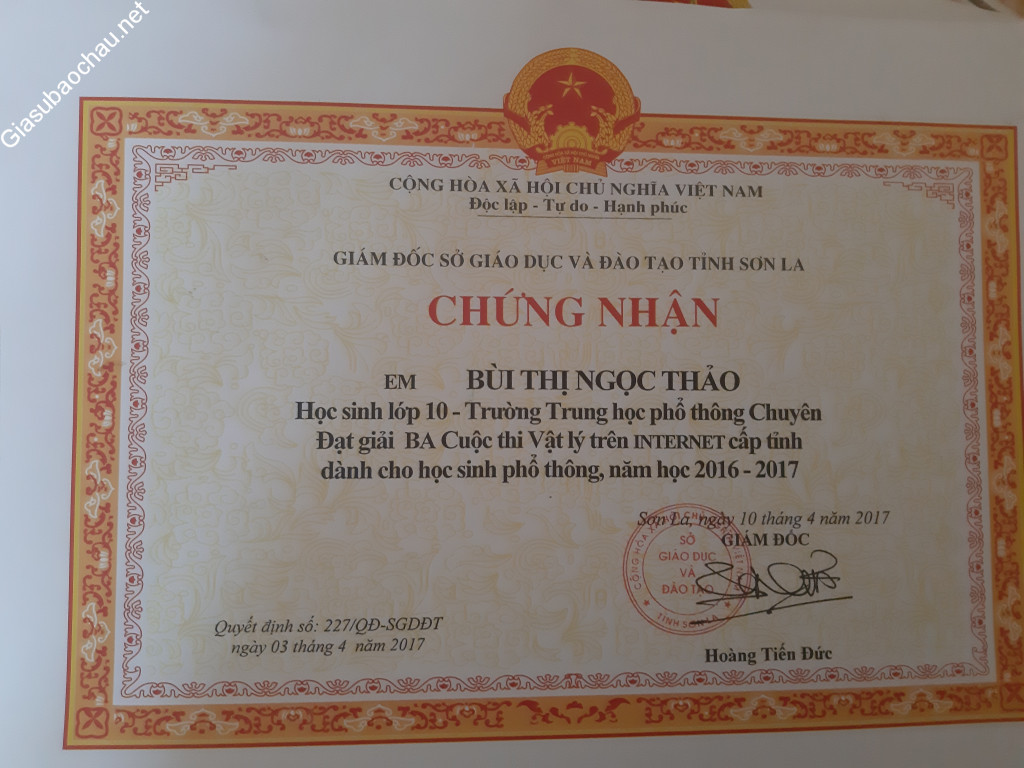 Giasubaochau.net
VIỆT NAM
CỘNG HÒA XÃ HỘI CHỦ NGHĨA VIỆT NAM
Độc lập - Tự do - Hạnh phúc
GIÁM ĐỐC SỞ GIÁO DỤC VÀ ĐÀO TẠO TỈNH SƠN LA
CHỨNG NHẬN
EM BÙI THỊ NGỌC THẢO
Học sinh lớp 10 - Trường Trung học phổ thông Chuyên
Đạt giải BA Cuộc thi Vật lý trên INTERNET cấp tỉnh
dành cho học sinh phổ thông, năm học 2016 - 2017
Sơn La, ngày 10 tháng 4 năm 2017
GIÁM ĐỐC
SỞ
GIÁO DỤC
VÀ
ĐÀO TẠO
TỈNH SƠN LA
Quyết định số: 227/QĐ-SGDĐT
ngày 03 tháng 4 năm 2017
Hoàng Tiến Đức